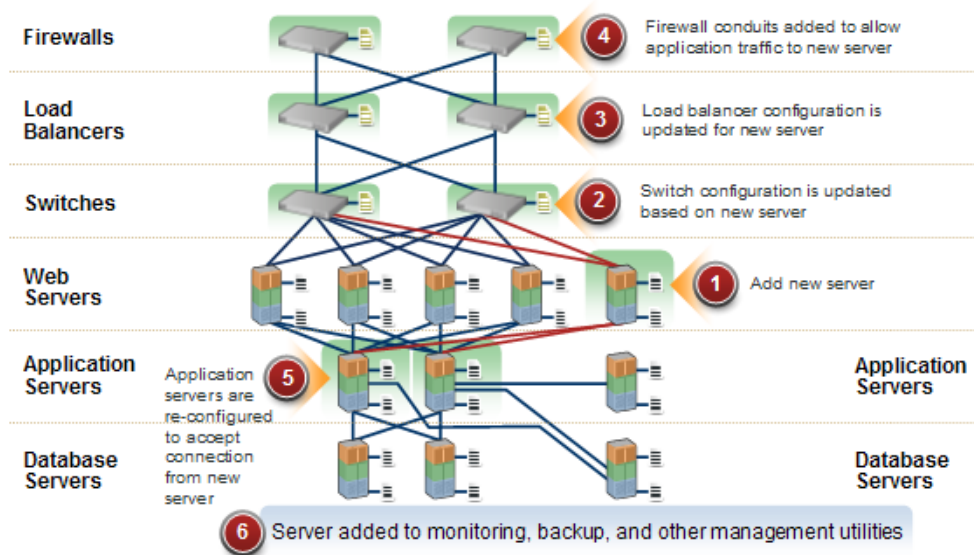 Firewalls
4
Firewall conduits added to allow
application traffic to new server
Load
Balancers
3
Load balancer configuration is
updated for new server
Switches
2
Switch configuration is updated
based on new server
Web
Servers
1
Add new server
Application
Servers
5
Application
servers are
re-configured
to accept
connection
from new
server
Application
Servers
Database
Servers
Database
Servers
6
Server added to monitoring, backup, and other management utilities